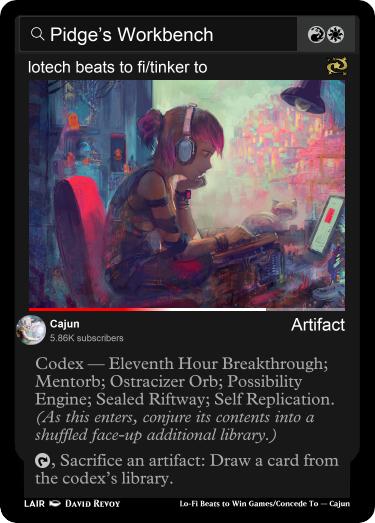 Pidge's Workbench
lotech beats to fi/tinker to
Cajun
5.86K subscribers
Artifact
Codex — Eleventh Hour Breakthrough;
Mentorb; Ostracizer Orb; Possibility
Engine; Sealed Riftway; Self Replication.
(As this enters, conjure its contents into a
shuffled face-up additional library.)
, Sacrifice an artifact: Draw a card from
the codex's library.
LAIR DAVID REVOY
Lo-Fi Beats to Win Games/Concede To — Cajun